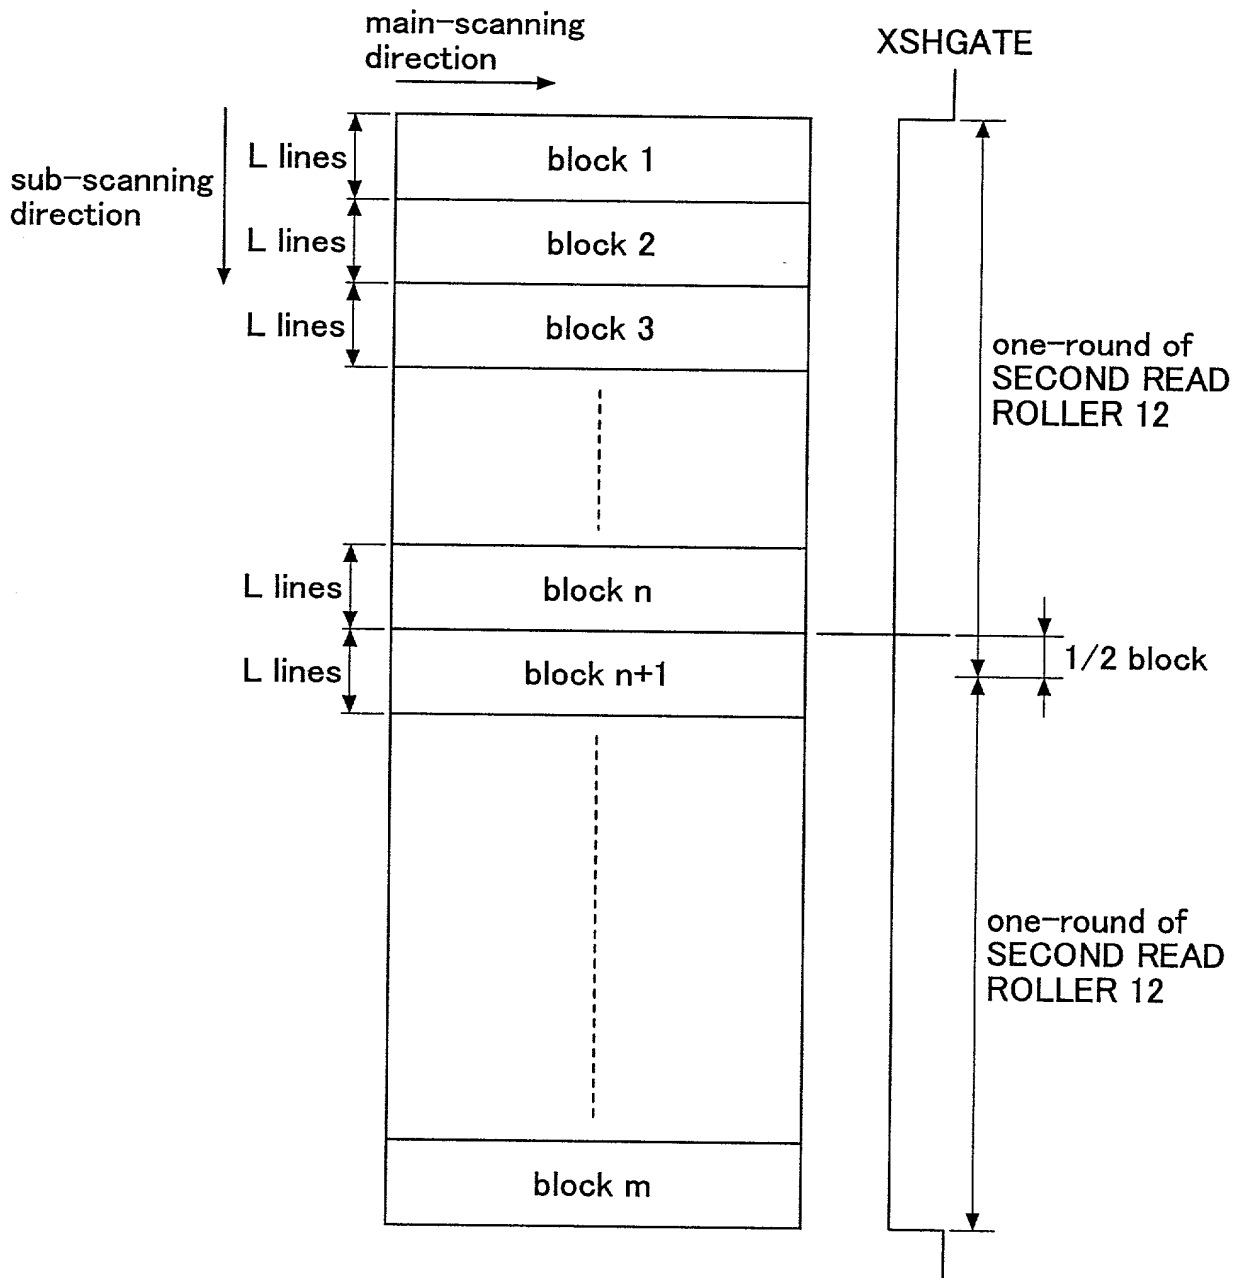 main-scanning
direction
XSHGATE
L lines
block 1
sub-scanning
direction
L lines
block 2
L lines
block 3
one-round of
SECOND READ
ROLLER 12
L lines
block n
1/2 block
L lines
block n+1
one-round of
SECOND READ
ROLLER 12
block m